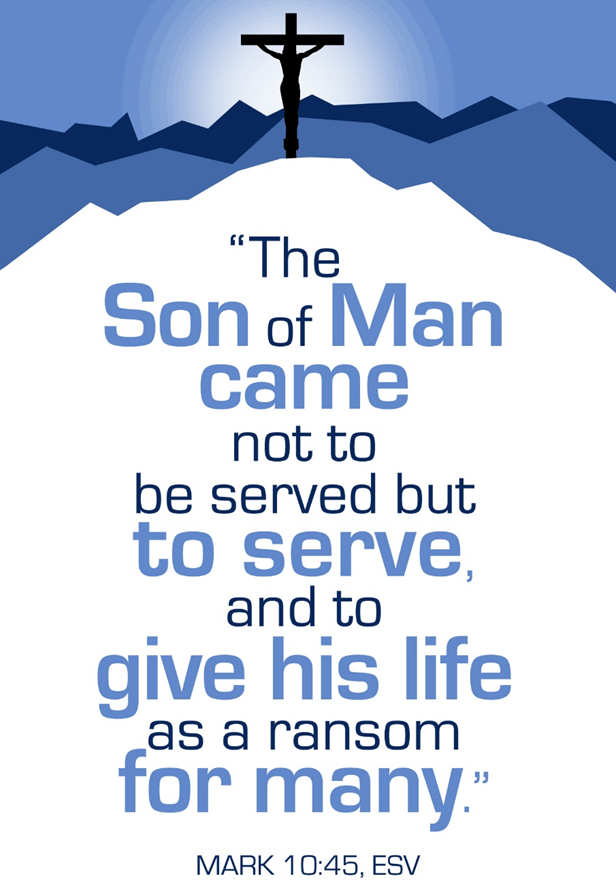 “The
Son of Man
came
not to
be served but
to serve,
and to
give his life
as a ransom
for many.”
MARK 10:45, ESV